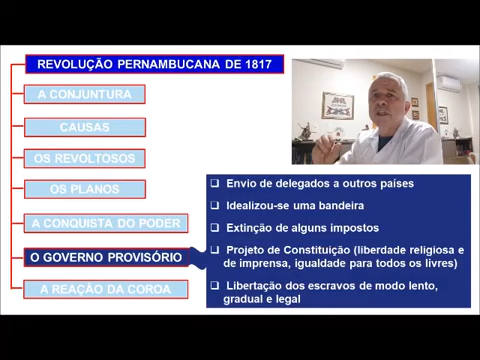 REVOLUÇÃO PERNAMBUCANA DE 1817
A CONJUNTURA
CAUSAS
OS REVOLTOSOS
OS PLANOS
A CONQUISTA DO PODER
O GOVERNO PROVISÓRIO
A REAÇÃO DA COROA
Envio de delegados a outros países
Idealizou-se uma bandeira
Extinção de alguns impostos
Projeto de Constituição (liberdade religiosa e
de imprensa, igualdade para todos os livres)
Libertação dos escravos de modo lento,
gradual e legal